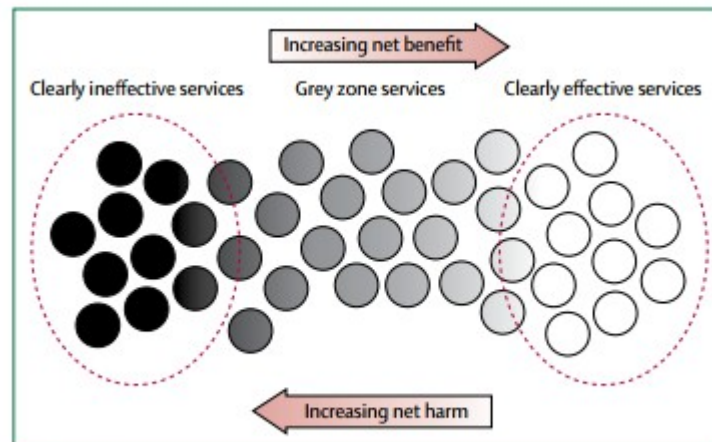 Increasing net benefit
Clearly ineffective services
Grey zone services
Clearly effective services
Increasing net harm